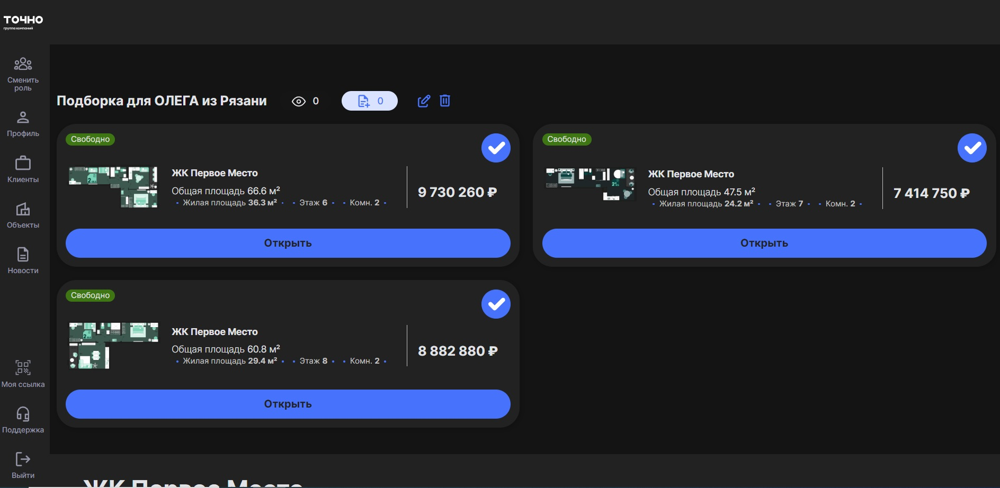 ТОЧНО
группа компаний
Сменить
роль
Профиль
Клиенты
Объекты
Новости
Моя ссылка
Поддержка
Выйти
Подборка для ОЛЕГА из Рязани
0
0
Свободно
ЖК Первое Место
Общая площадь 66.6 м²
Жилая площадь 36.3 м² Этаж 6 Комн. 2
9 730 260 ₽
Открыть
Свободно
ЖК Первое Место
Общая площадь 47.5 м²
Жилая площадь 24.2 м² Этаж 7 Комн. 2
7 414 750 ₽
Открыть
Свободно
ЖК Первое Место
Общая площадь 60.8 м²
Жилая площадь 29.4 м² Этаж 8 Комн. 2
8 882 880 ₽
Открыть
ЖК Первое Место